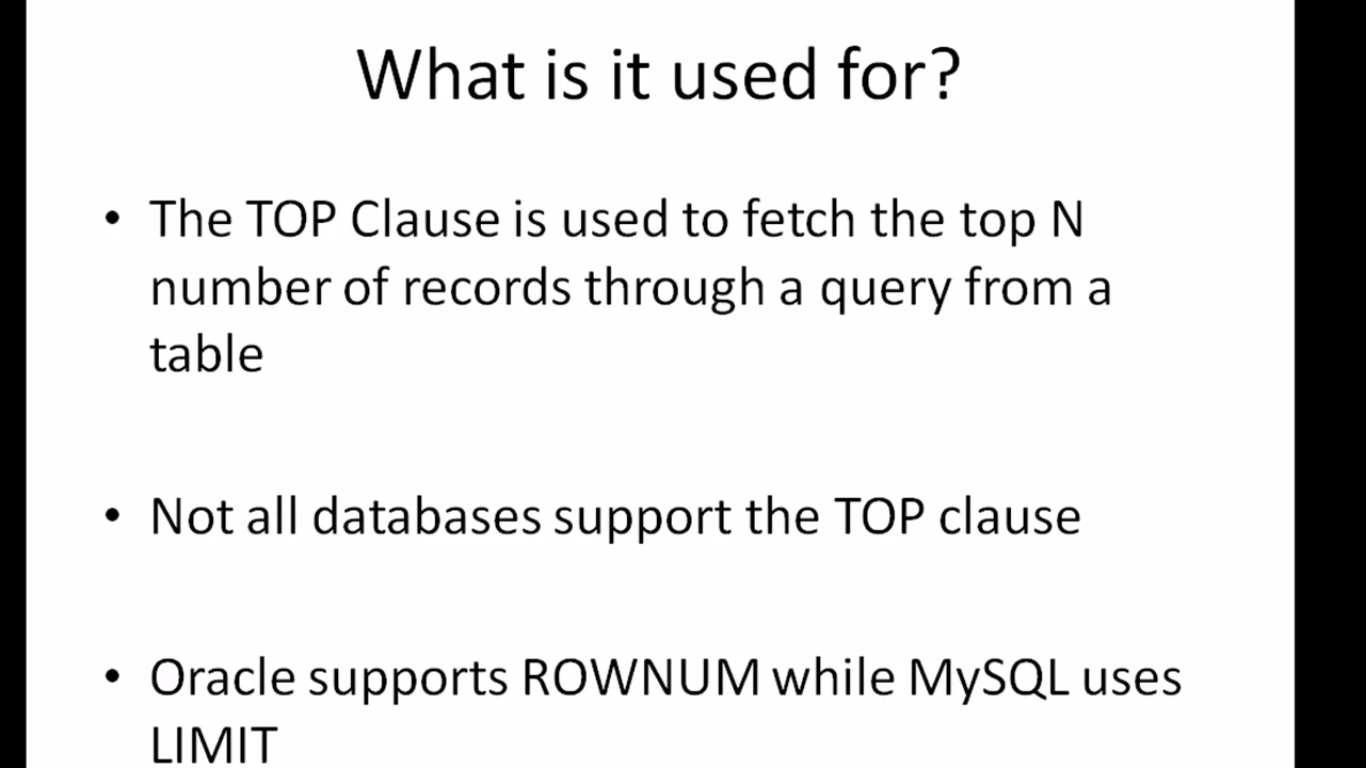 What is it used for?
• The TOP Clause is used to fetch the top N
number of records through a query from a
table
• Not all databases support the TOP clause
• Oracle supports ROWNUM while MySQL uses
LIMIT